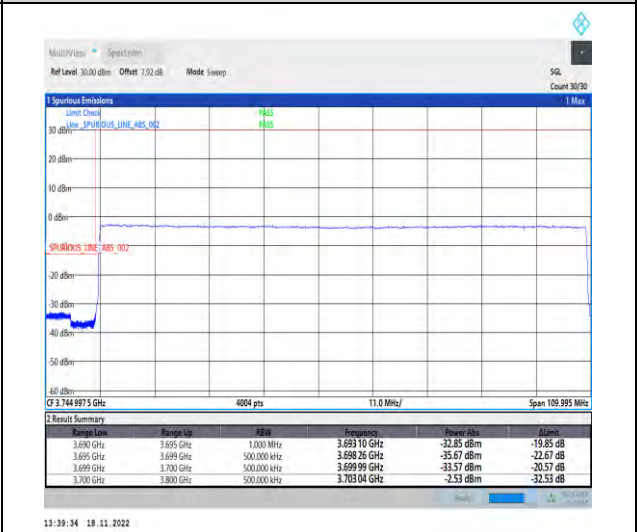 MultiView Spectrum
Ref Level 30.00 dBm Offset 7.92 dB Mode Sweep SGL
Count 30/30
1 Spurious Emissions 1 Max
Limit Check PASS
Line _SPURIOUS_LINE_ABS_002 PASS
30 dBm
20 dBm
10 dBm
0 dBm
SPURIOUS_LINE_ABS_002
-20 dBm
-30 dBm
-40 dBm
-50 dBm
-60 dBm
CF 3.744 997 5 GHz 4004 pts 11.0 MHz/ Span 109.995 MHz
2 Result Summary
Range Low Range Up RBW Frequency Power Abs ΔLimit
3.690 GHz 3.695 GHz 1.000 MHz 3.693 10 GHz -32.85 dBm -19.85 dB
3.695 GHz 3.699 GHz 500.000 kHz 3.698 26 GHz -35.67 dBm -22.67 dB
3.699 GHz 3.700 GHz 500.000 kHz 3.699 99 GHz -33.57 dBm -20.57 dB
3.700 GHz 3.800 GHz 500.000 kHz 3.703 04 GHz -2.53 dBm -32.53 dB
Ready
13:39:34 18.11.2022